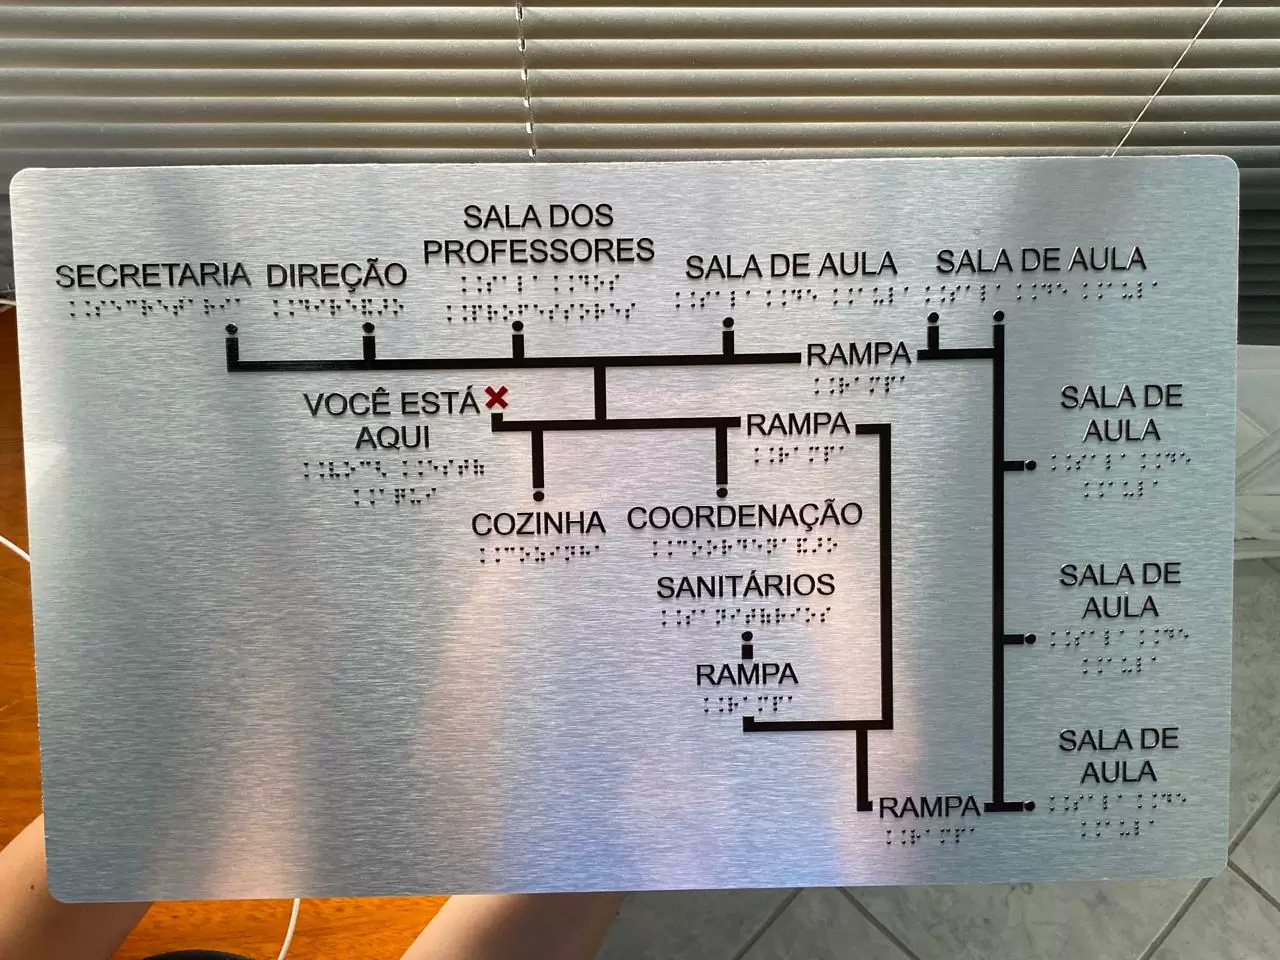 SALA DOS
PROFESSORES
SECRETARIA
DIREÇÃO
SALA DE AULA
SALA DE AULA
RAMPA
VOCÊ ESTÁ
AQUI
RAMPA
SALA DE
AULA
COZINHA
COORDENAÇÃO
SANITÁRIOS
SALA DE
AULA
RAMPA
SALA DE
AULA
RAMPA